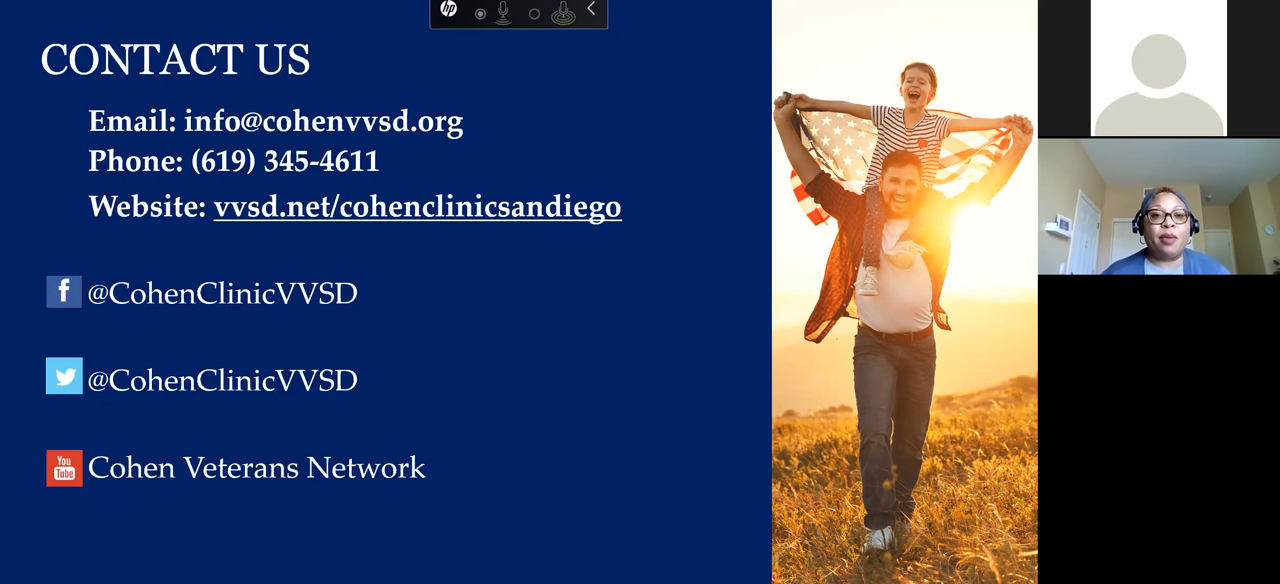 hp
CONTACT US
Email: info@cohenvvsd.org
Phone: (619) 345-4611
Website: vvsd.net/cohenclinicsandiego
f @CohenClinicVVSD
@CohenClinicVVSD
You
Tube
Cohen Veterans Network